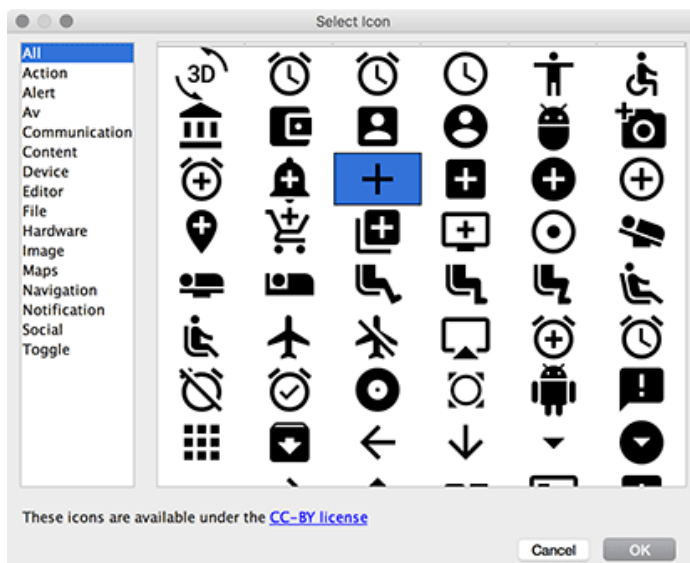 Select Icon
All
Action
Alert
Av
Communication
Content
Device
Editor
File
Hardware
Image
Maps
Navigation
Notification
Social
Toggle
3D
These icons are available under the CC-BY license
Cancel
OK